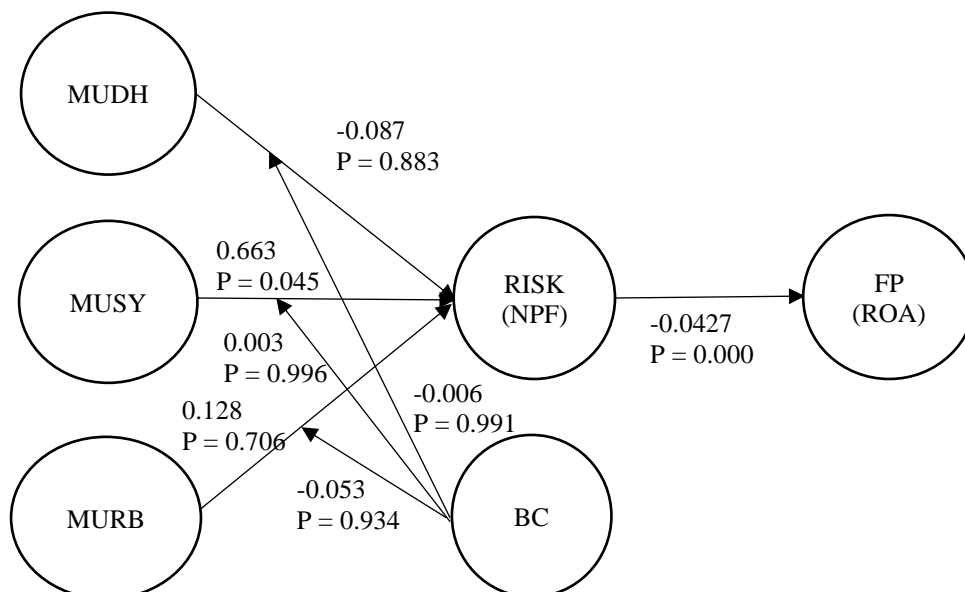 MUDH
-0.087
P = 0.883
0.663
P = 0.045
MUSY
RISK
(NPF)
FP
(ROA)
-0.0427
P = 0.000
0.003
P = 0.996
-0.006
P = 0.991
0.128
P = 0.706
-0.053
P = 0.934
MURB
BC